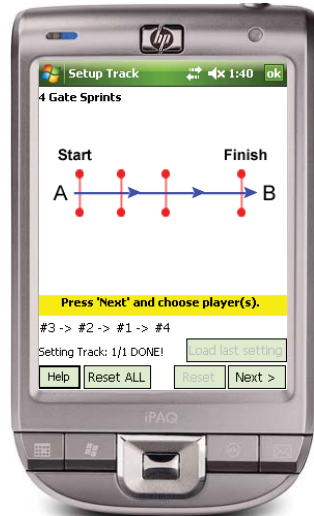 hp
Setup Track 1:40 ok
4 Gate Sprints
Start Finish
A B
Press 'Next' and choose player(s).
#3 -> #2 -> #1 -> #4
Setting Track: 1/1 DONE! Load last setting
Help Reset ALL Reset Next >
iPAQ